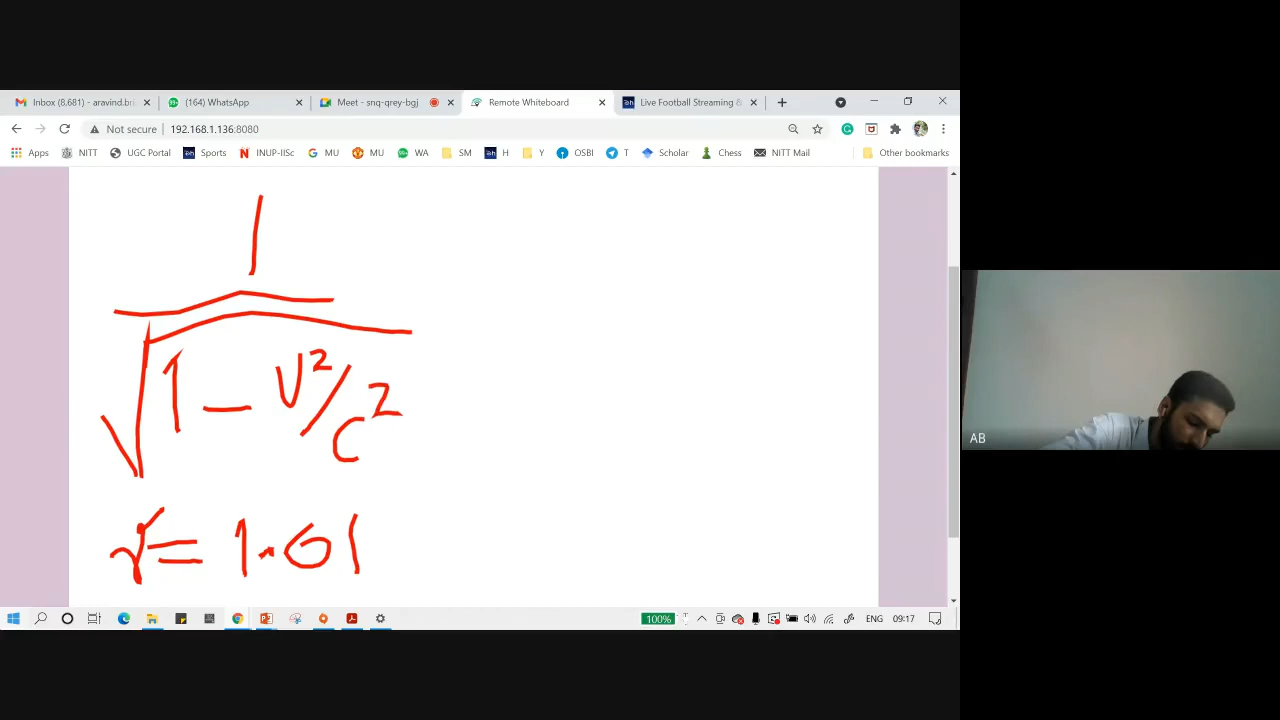 Inbox (8,681) - aravind.bri
(164) WhatsApp
Meet - snq-qrey-bgj
Remote Whiteboard
Live Football Streaming &
Not secure 192.168.1.136:8080
Apps NITT UGC Portal Sports INUP-IISc MU MU WA SM H Y OSBI T Scholar Chess NITT Mail Other bookmarks
1
√1 - V²/C²
γ = 1.01
AB
100% ENG 09:17